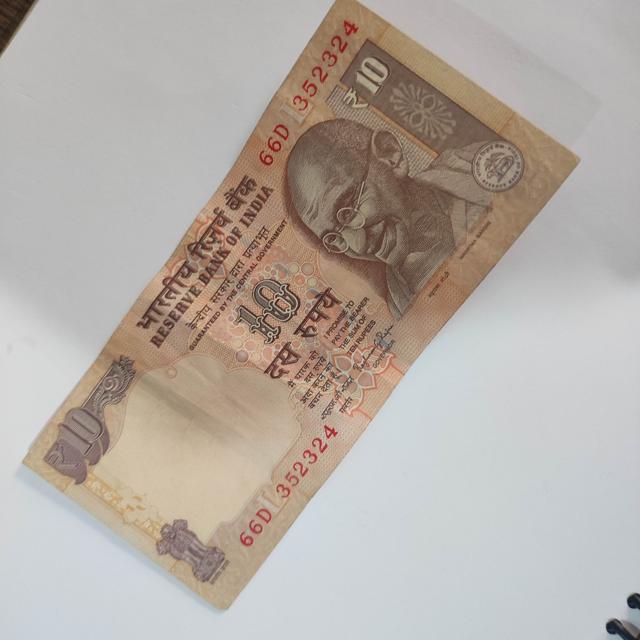 भारतीय रिज़र्व बैंक
RESERVE BANK OF INDIA
केन्द्रीय सरकार द्वारा प्रत्याभूत
GUARANTEED BY THE CENTRAL GOVERNMENT
66D 352324
₹10
10
दस रुपये
I PROMISE TO
PAY THE BEARER
THE SUM OF
TEN RUPEES
₹10
66D 352324